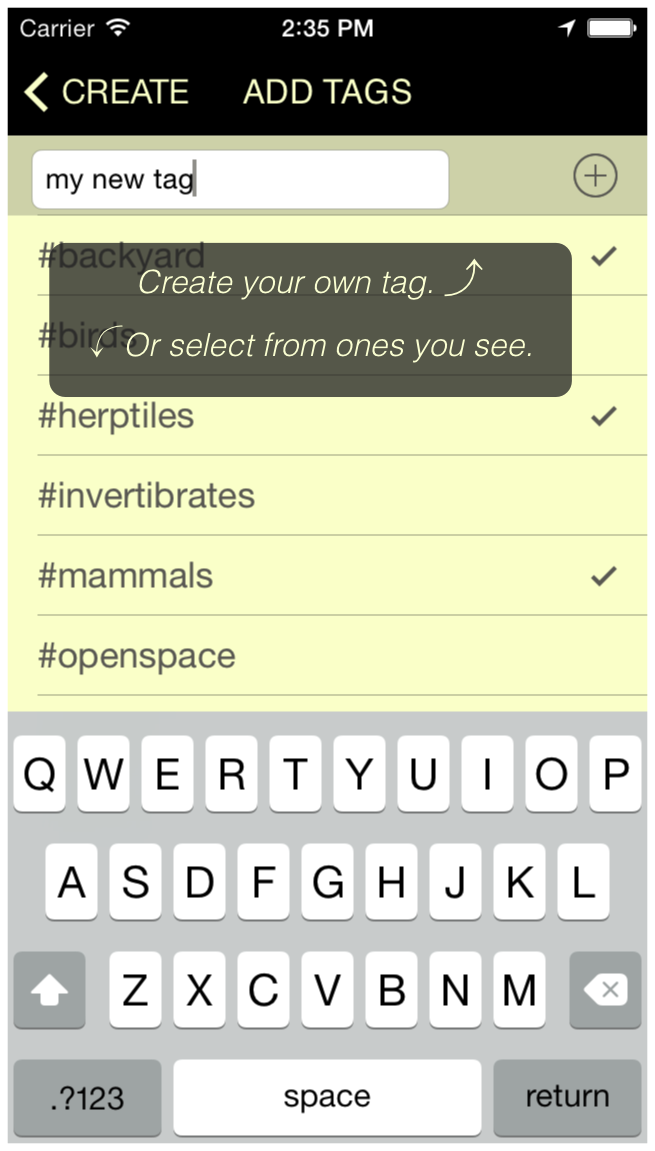 Carrier 2:35 PM
CREATE ADD TAGS
my new tag
#backyard
Create your own tag.
#birds
Or select from ones you see.
#herptiles
#invertibrates
#mammals
#openspace
Q W E R T Y U I O P
A S D F G H J K L
Z X C V B N M
.?123 space return